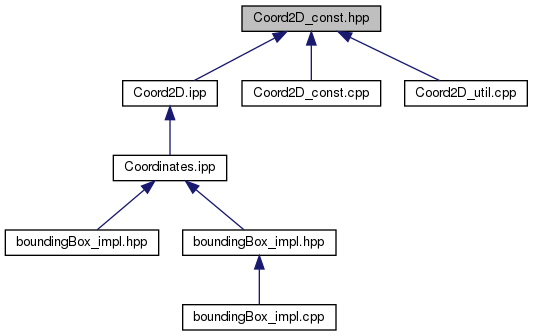 Coord2D_const.hpp
Coord2D.ipp
Coord2D_const.cpp
Coord2D_util.cpp
Coordinates.ipp
boundingBox_impl.hpp
boundingBox_impl.hpp
boundingBox_impl.cpp